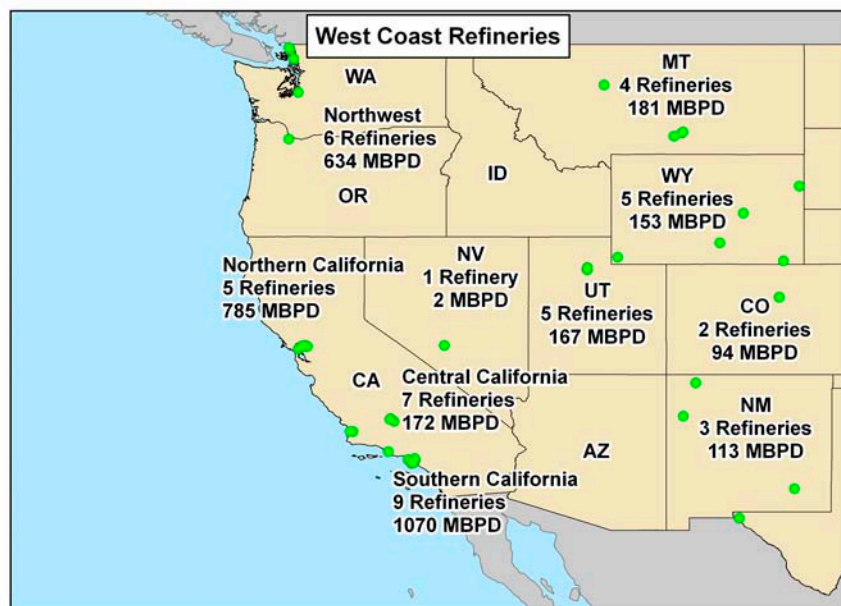 West Coast Refineries
WA
Northwest
6 Refineries
634 MBPD
OR
ID
MT
4 Refineries
181 MBPD
WY
5 Refineries
153 MBPD
Northern California
5 Refineries
785 MBPD
NV
1 Refinery
2 MBPD
UT
5 Refineries
167 MBPD
CO
2 Refineries
94 MBPD
CA
Central California
7 Refineries
172 MBPD
AZ
NM
3 Refineries
113 MBPD
Southern California
9 Refineries
1070 MBPD